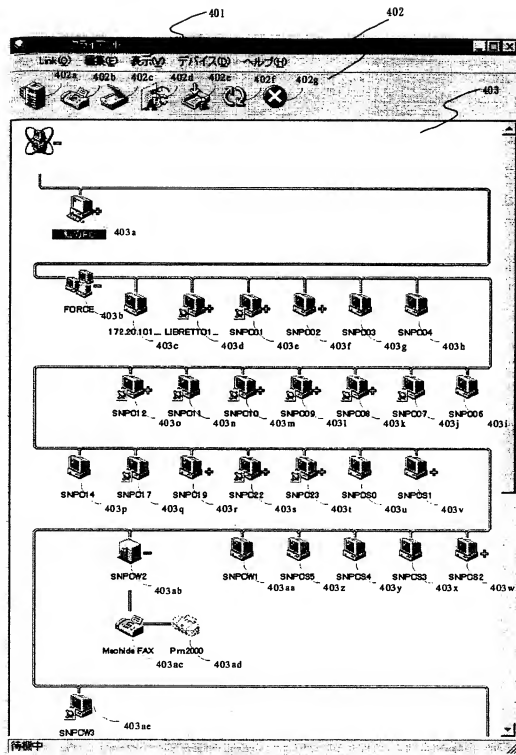 401
402
Link(O) 編集(E) 表示(V) デバイス(D) ヘルプ(H)
402a 402b 402c 402d 402e 402f 402g
403
403a
FORCE 403b
172.20.101_ LIBRETTO1_ SNPC01 SNPC02 SNPC03 SNPC04
403c 403d 403e 403f 403g 403h
SNPC12 SNPC11 SNPC10 SNPC09 SNPC08 SNPC07 SNPC05
403o 403n 403m 403l 403k 403j 403i
SNPC14 SNPC17 SNPC19 SNPC22 SNPC23 SNPCS0 SNPCS1
403p 403q 403r 403s 403t 403u 403v
SNPCW2 SNPCW1 SNPCS5 SNPCS4 SNPCS3 SNPCS2
403ab 403aa 403z 403y 403x 403w
Machida FAX Prn2000
403ac 403ad
403ae
SNPCW3
待機中